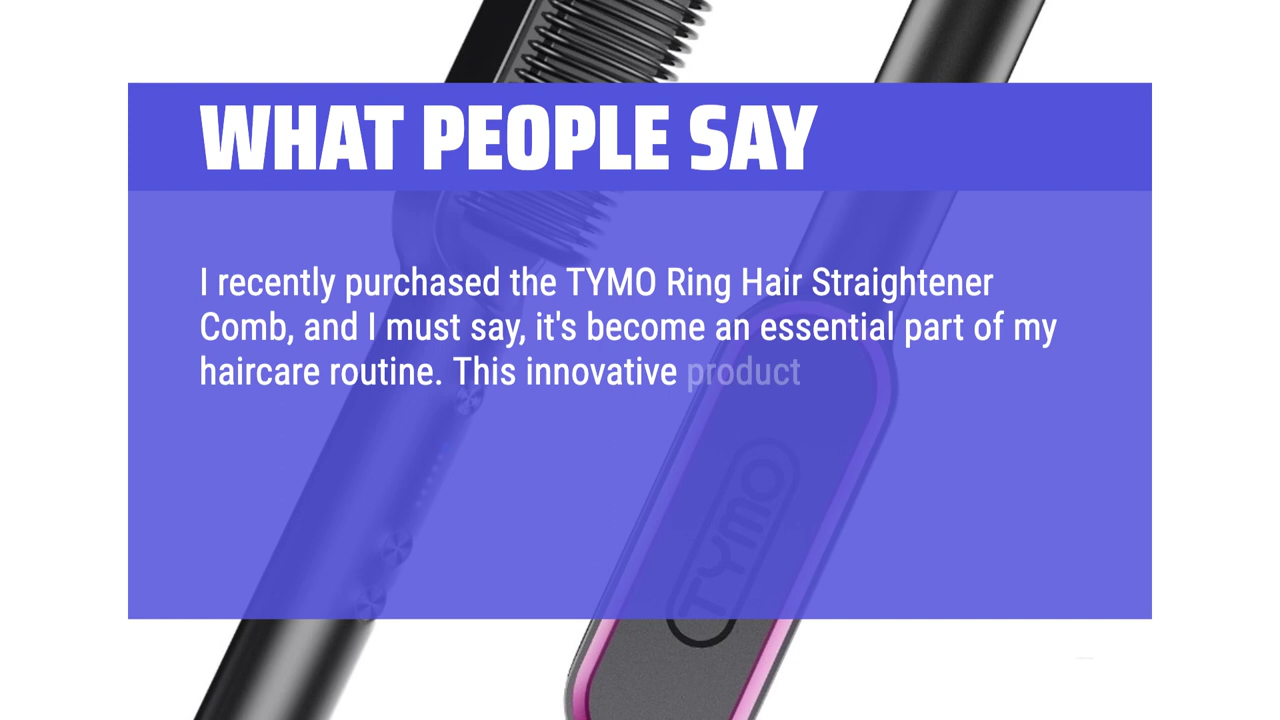 WHAT PEOPLE SAY
I recently purchased the TYMO Ring Hair Straightener
Comb, and I must say, it's become an essential part of my
haircare routine. This innovative product
TYMO